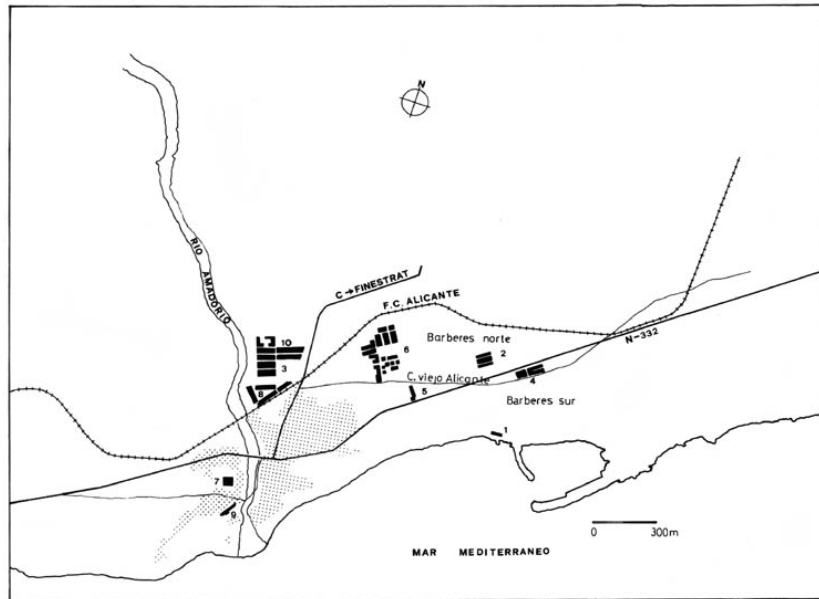 N
RIO AMADORIO
C→FINESTRAT
F.C. ALICANTE
10
Barberes norte
6
N-332
3
2
C. viejo Alicante
4
8
5
Barberes sur
1
7
9
0 300m
MAR MEDITERRANEO